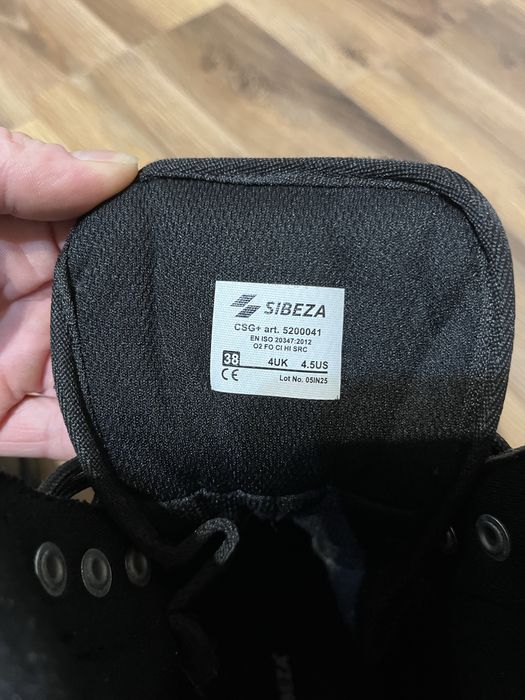 SIBEZA
CSG+ art. 5200041
EN ISO 20347:2012
O2 FO CI HI SRC
38 4UK 4.5US
CE Lot No. 05IN25